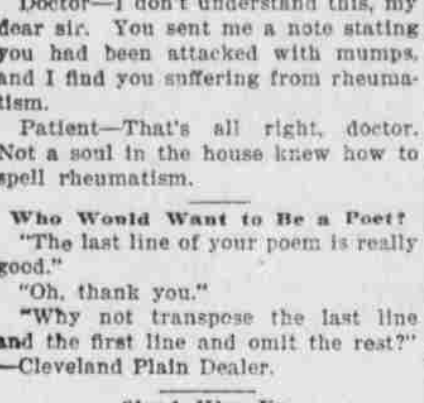 Doctor—I don't understand this, my
dear sir. You sent me a note stating
you had been attacked with mumps,
and I find you suffering from rheuma-
tism.
Patient—That's all right, doctor.
Not a soul in the house knew how to
spell rheumatism.
Who Would Want to Be a Poet?
"The last line of your poem is really
good."
"Oh, thank you."
"Why not transpose the last line
and the first line and omit the rest?"
—Cleveland Plain Dealer.